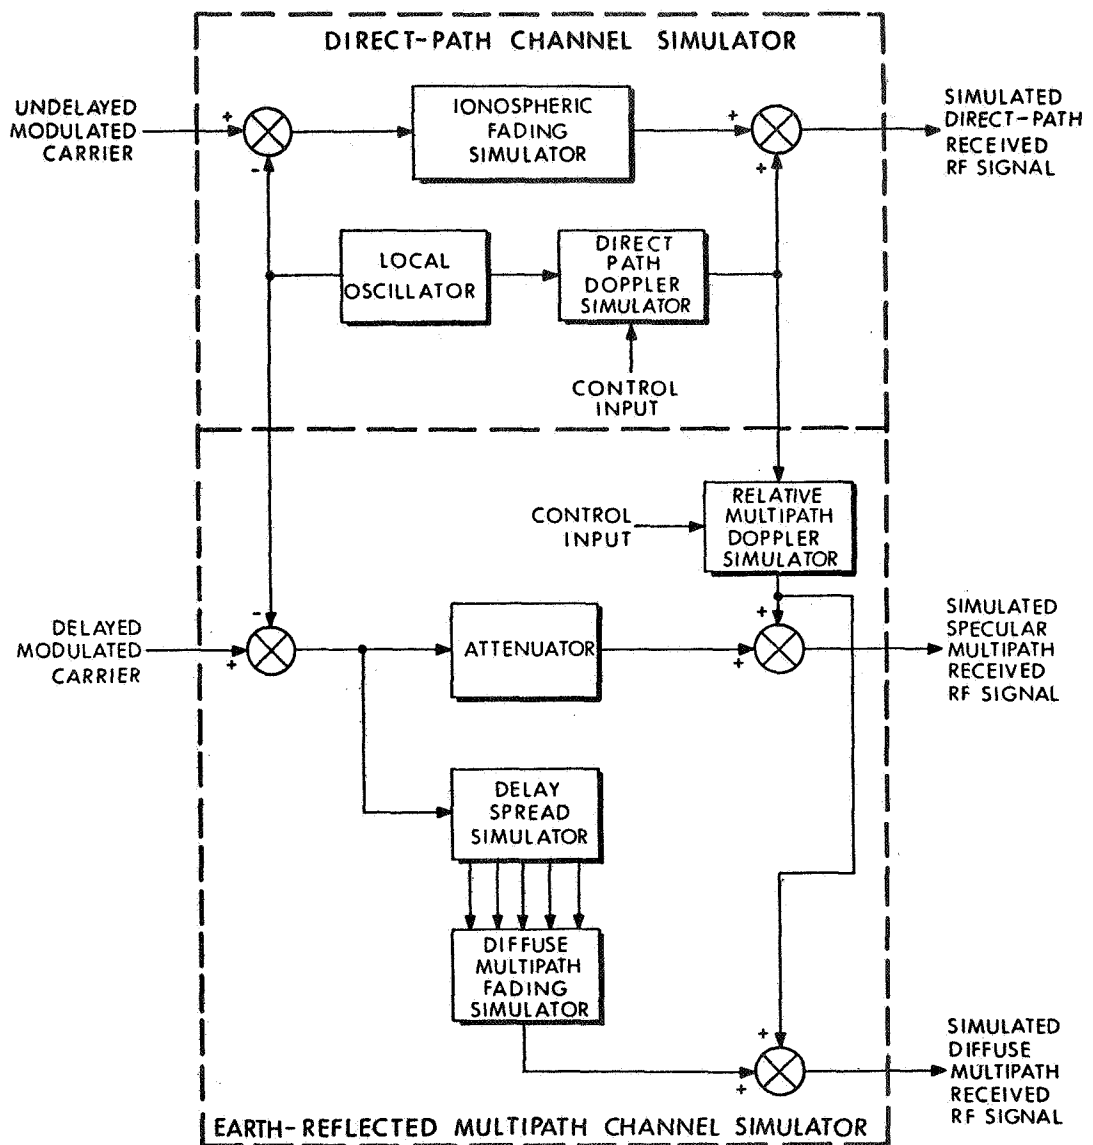 DIRECT-PATH CHANNEL SIMULATOR
UNDELAYED
MODULATED
CARRIER
+
-
IONOSPHERIC
FADING
SIMULATOR
+
+
SIMULATED
DIRECT-PATH
RECEIVED
RF SIGNAL
LOCAL
OSCILLATOR
DIRECT
PATH
DOPPLER
SIMULATOR
CONTROL
INPUT
CONTROL
INPUT
RELATIVE
MULTIPATH
DOPPLER
SIMULATOR
DELAYED
MODULATED
CARRIER
-
+
ATTENUATOR
+
+
SIMULATED
SPECULAR
MULTIPATH
RECEIVED
RF SIGNAL
DELAY
SPREAD
SIMULATOR
DIFFUSE
MULTIPATH
FADING
SIMULATOR
+
+
SIMULATED
DIFFUSE
MULTIPATH
RECEIVED
RF SIGNAL
EARTH-REFLECTED MULTIPATH CHANNEL SIMULATOR